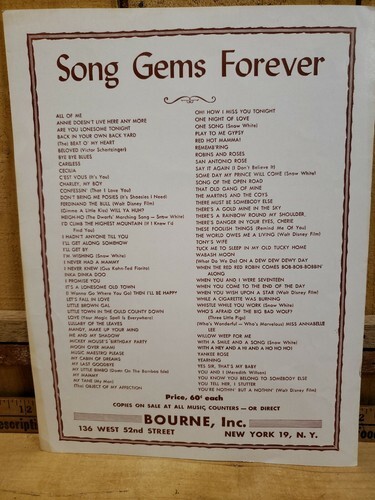 Song Gems Forever
ALL OF ME
ANNIE DOESN'T LIVE HERE ANY MORE
ARE YOU LONESOME TONIGHT
BACK IN YOUR OWN BACK YARD
(The) BEAT O' MY HEART
BELOVED (Victor Schertzinger)
BYE BYE BLUES
CARELESS
CECILIA
C'EST VOUS (It's You)
CHARLEY, MY BOY
CONFESSIN' (That I Love You)
DON'T BRING ME POSIES (It's Shoesies I Need)
FERDINAND THE BULL (Walt Disney Film)
(Gimme A Little Kiss) WILL YA HUH?
HEIGH-HO (The Dwarfs' Marching Song — Snow White)
I'D CLIMB THE HIGHEST MOUNTAIN (If I Knew I'd
Find You)
I HADN'T ANYONE TILL YOU
I'LL GET ALONG SOMEHOW
I'LL GET BY
I'M WISHING (Snow White)
I NEVER HAD A MAMMY
I NEVER KNEW (Gus Kahn-Ted Fiorito)
INKA DINKA DOO
I PROMISE YOU
IT'S A LONESOME OLD TOWN
(I Wanna Go Where You Go) THEN I'LL BE HAPPY
LET'S FALL IN LOVE
LITTLE BROWN GAL
LITTLE TOWN IN THE OULD COUNTY DOWN
LOVE (Your Magic Spell Is Everywhere)
LULLABY OF THE LEAVES
MANDY, MAKE UP YOUR MIND
ME AND MY SHADOW
MICKEY MOUSE'S BIRTHDAY PARTY
MOON OVER MIAMI
MUSIC MAESTRO PLEASE
MY CABIN OF DREAMS
MY LAST GOODBYE
MY LITTLE BIMBO (Down On The Bamboo Isle)
MY MAMMY
MY TANE (My Man)
(The) OBJECT OF MY AFFECTION
OH! HOW I MISS YOU TONIGHT
ONE NIGHT OF LOVE
ONE SONG (Snow White)
PLAY TO ME GYPSY
RED HOT MAMMA!
REMEMB'RING
ROBINS AND ROSES
SAN ANTONIO ROSE
SAY IT AGAIN (I Don't Believe It)
SOME DAY MY PRINCE WILL COME (Snow White)
SONG OF THE OPEN ROAD
THAT OLD GANG OF MINE
THE MARTINS AND THE COYS
THERE MUST BE SOMEBODY ELSE
THERE'S A GOLD MINE IN THE SKY
THERE'S A RAINBOW ROUND MY SHOULDER
THERE'S DANGER IN YOUR EYES, CHERIE
THESE FOOLISH THINGS (Remind Me Of You)
THE WORLD OWES ME A LIVING (Walt Disney Film)
TONY'S WIFE
TUCK ME TO SLEEP IN MY OLD TUCKY HOME
WABASH MOON
(What Do We Do) ON A DEW DEW DEWY DAY
WHEN THE RED RED ROBIN COMES BOB-BOB-BOBBIN
ALONG
WHEN YOU AND I WERE SEVENTEEN
WHEN YOU COME TO THE END OF THE DAY
WHEN YOU WISH UPON A STAR (Walt Disney Film)
WHILE A CIGARETTE WAS BURNING
WHISTLE WHILE YOU WORK (Snow White)
WHO'S AFRAID OF THE BIG BAD WOLF?
(Three Little Pigs)
(Who's Wonderful — Who's Marvelous) MISS ANNABELLE
LEE
WILLOW WEEP FOR ME
WITH A SMILE AND A SONG (Snow White)
WITH A HEY AND A HI AND A HO HO HO!
YANKEE ROSE
YEARNING
YES SIR, THAT'S MY BABY
YOU AND I (Meredith Willson)
YOU KNOW YOU BELONG TO SOMEBODY ELSE
YOU TELL HER, I STUTTER
YOU'RE NOTHIN' BUT A NOTHIN' (Walt Disney Film)
Price, 60¢ each
COPIES ON SALE AT ALL MUSIC COUNTERS — OR DIRECT
BOURNE, Inc.
136 WEST 52nd STREET
NEW YORK 19, N. Y.